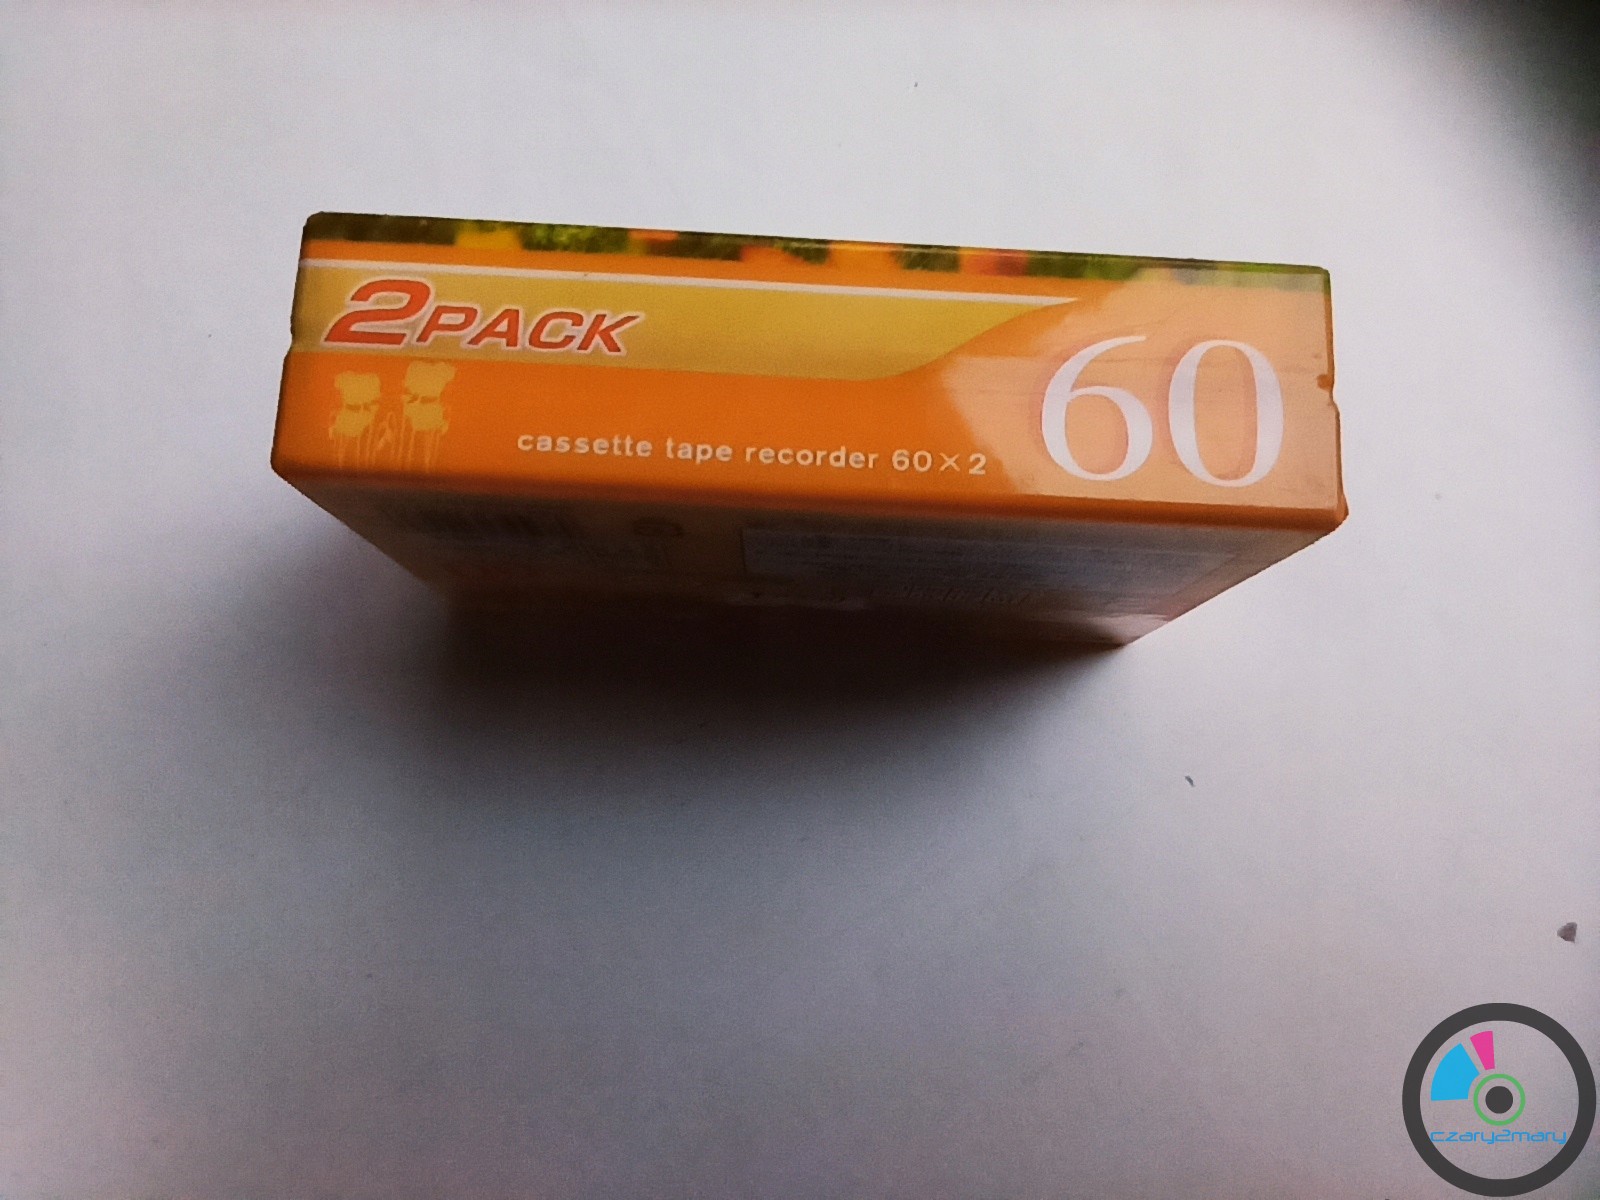 2PACK
60
cassette tape recorder 60×2
czary2mary